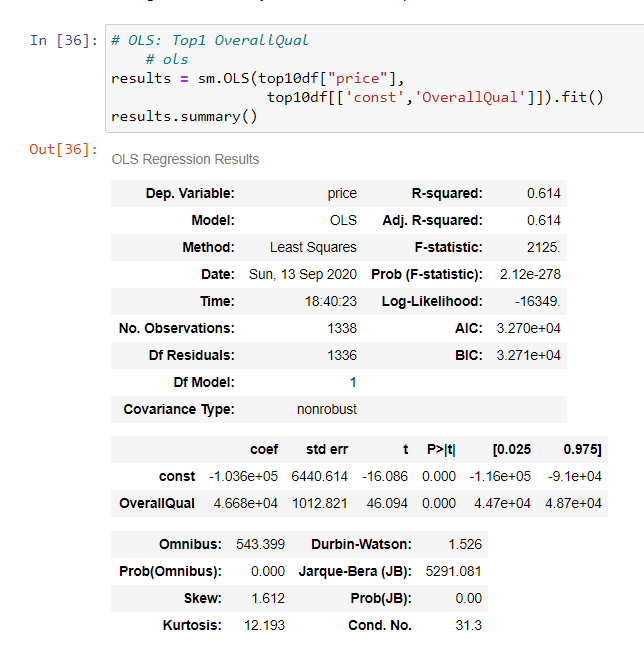 In [36]: # OLS: Top1 OverallQual
# ols
results = sm.OLS(top10df["price"],
top10df[['const','OverallQual']]).fit()
results.summary()
Out[36]: OLS Regression Results
Dep. Variable: price R-squared: 0.614
Model: OLS Adj. R-squared: 0.614
Method: Least Squares F-statistic: 2125.
Date: Sun, 13 Sep 2020 Prob (F-statistic): 2.12e-278
Time: 18:40:23 Log-Likelihood: -16349.
No. Observations: 1338 AIC: 3.270e+04
Df Residuals: 1336 BIC: 3.271e+04
Df Model: 1
Covariance Type: nonrobust
coef std err t P>|t| [0.025 0.975]
const -1.036e+05 6440.614 -16.086 0.000 -1.16e+05 -9.1e+04
OverallQual 4.668e+04 1012.821 46.094 0.000 4.47e+04 4.87e+04
Omnibus: 543.399 Durbin-Watson: 1.526
Prob(Omnibus): 0.000 Jarque-Bera (JB): 5291.081
Skew: 1.612 Prob(JB): 0.00
Kurtosis: 12.193 Cond. No. 31.3